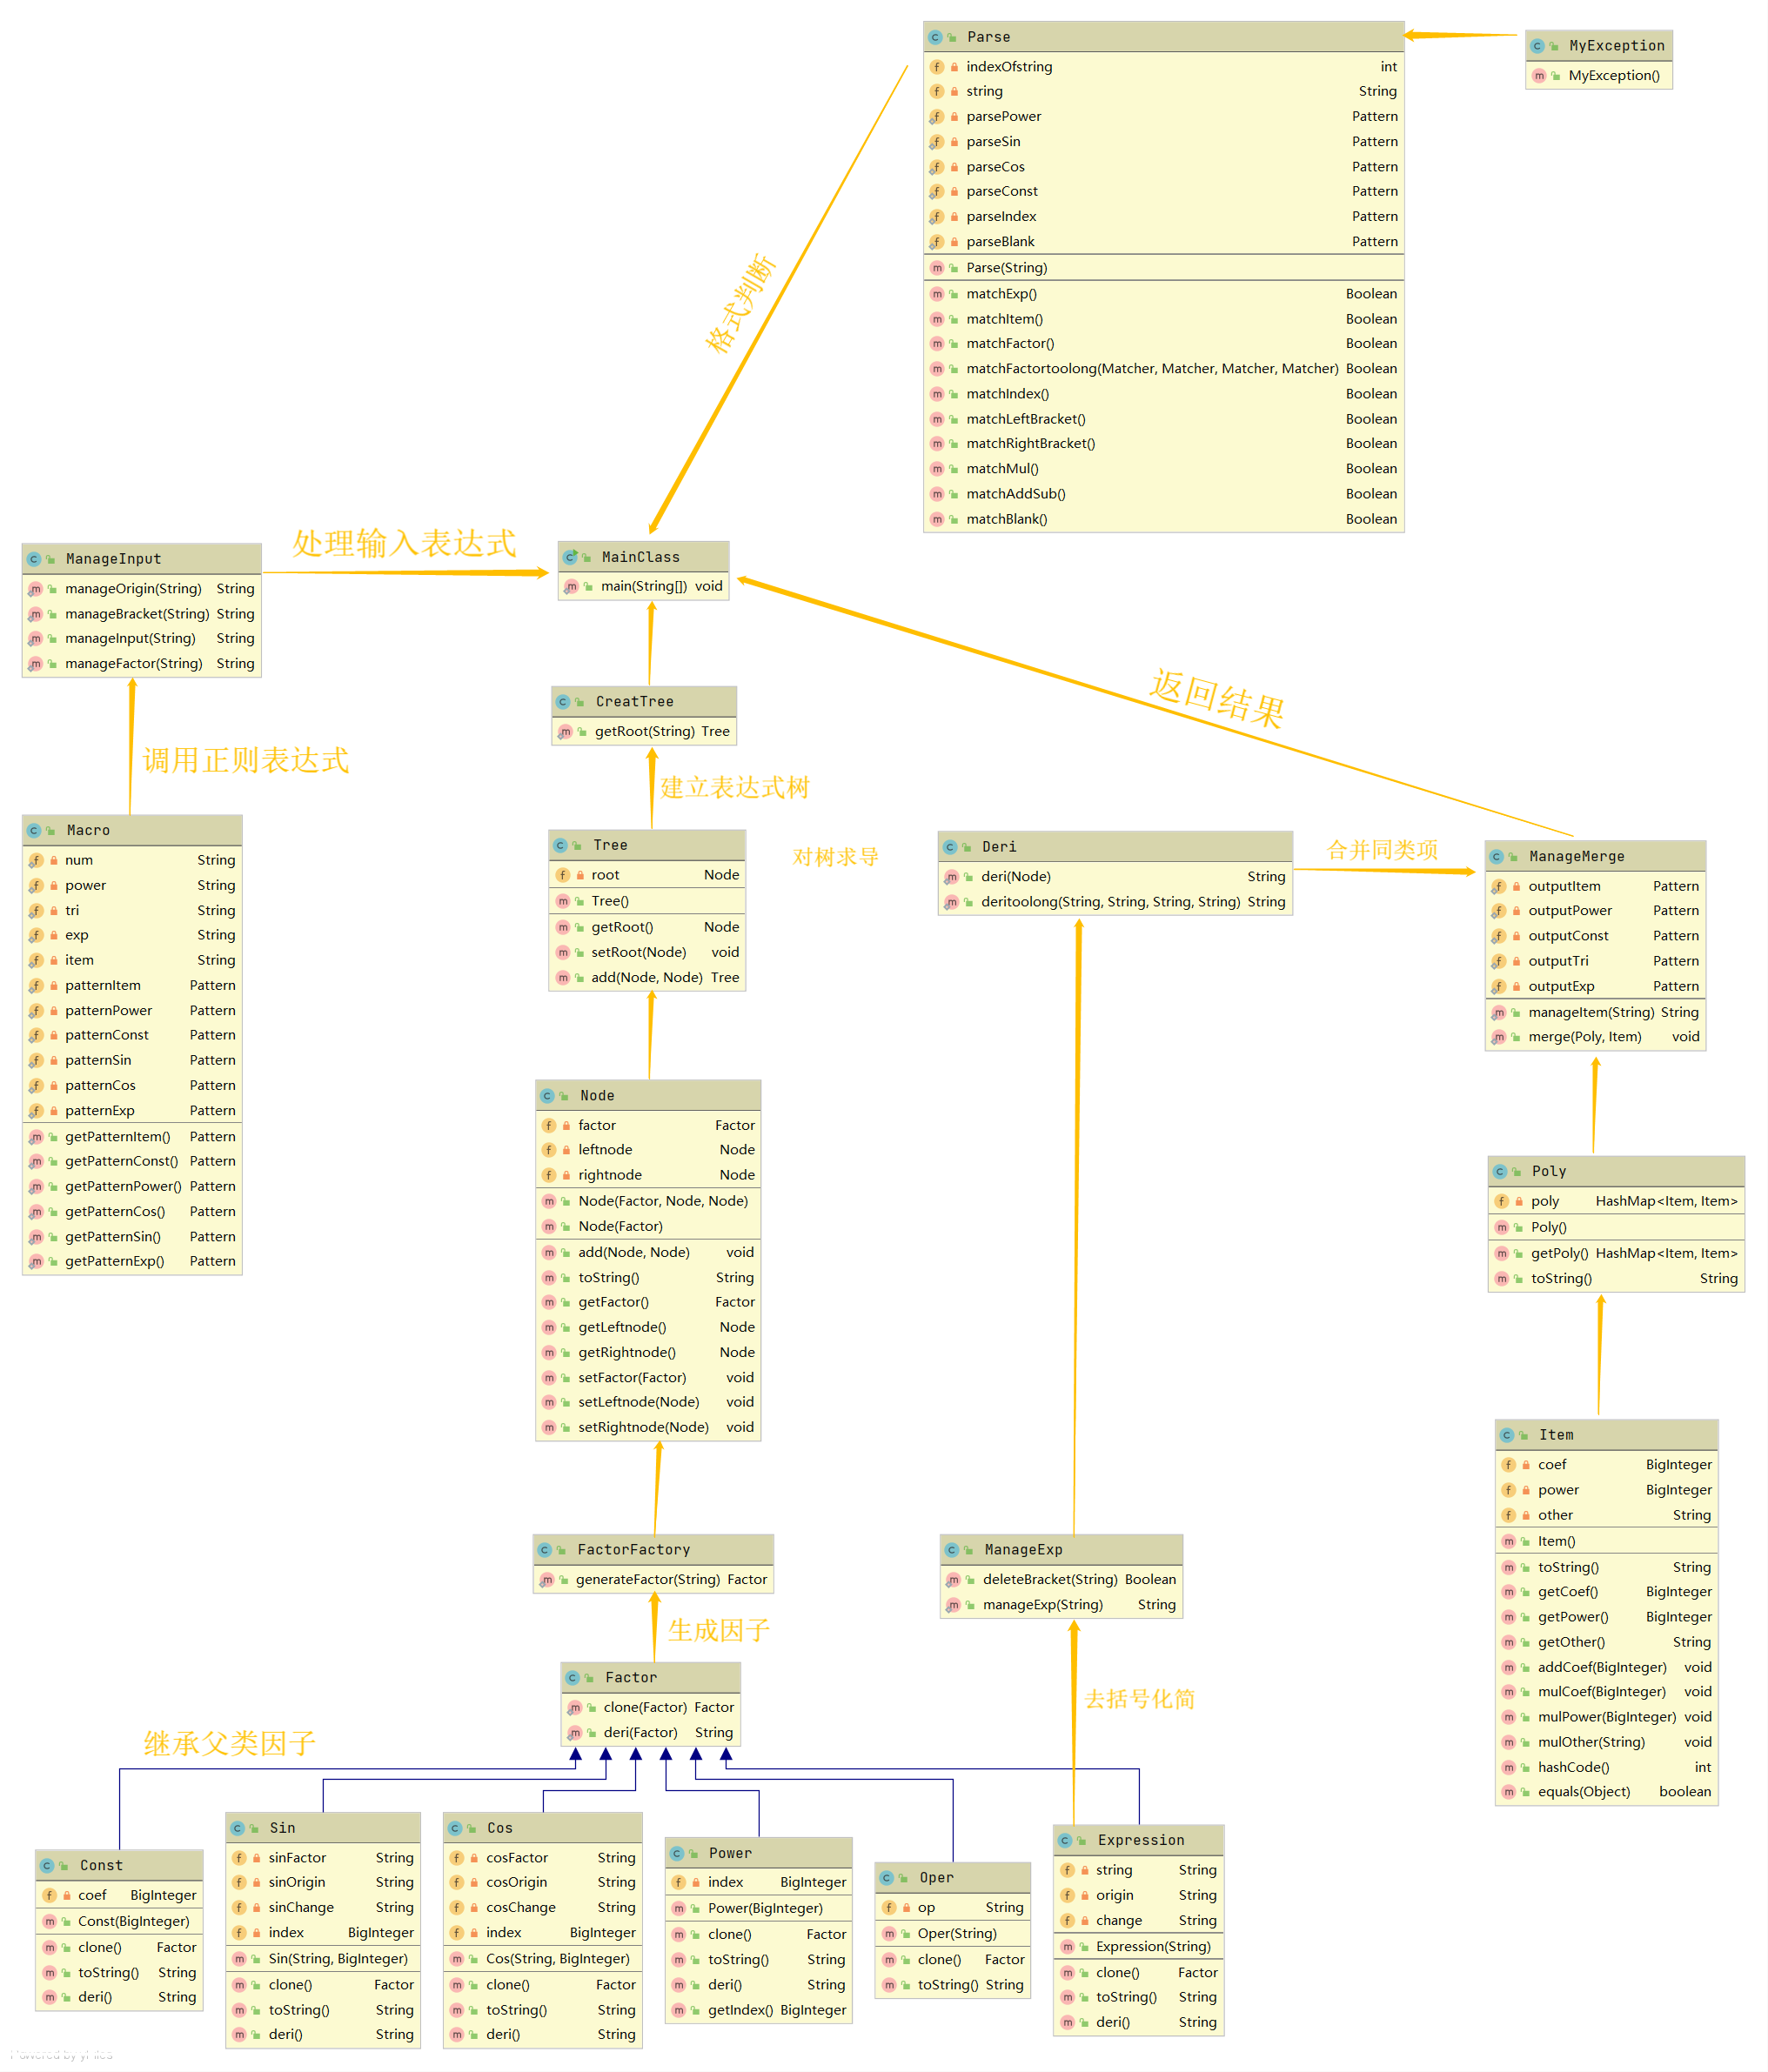 Parse
indexOfstring int
string String
parsePower Pattern
parseSin Pattern
parseCos Pattern
parseConst Pattern
parseIndex Pattern
parseBlank Pattern
Parse(String)
matchExp() Boolean
matchItem() Boolean
matchFactor() Boolean
matchFactortoolong(Matcher, Matcher, Matcher, Matcher) Boolean
matchIndex() Boolean
matchLeftBracket() Boolean
matchRightBracket() Boolean
matchMul() Boolean
matchAddSub() Boolean
matchBlank() Boolean
MyException
MyException()
格式判断
ManageInput
manageOrigin(String) String
manageBracket(String) String
manageInput(String) String
manageFactor(String) String
处理输入表达式
MainClass
main(String[]) void
返回结果
CreatTree
getRoot(String) Tree
调用正则表达式
建立表达式树
Macro
num String
power String
tri String
exp String
item String
patternItem Pattern
patternPower Pattern
patternConst Pattern
patternSin Pattern
patternCos Pattern
patternExp Pattern
getPatternItem() Pattern
getPatternConst() Pattern
getPatternPower() Pattern
getPatternCos() Pattern
getPatternSin() Pattern
getPatternExp() Pattern
Tree
root Node
Tree()
getRoot() Node
setRoot(Node) void
add(Node, Node) Tree
对树求导
Deri
deri(Node) String
deritoolong(String, String, String, String) String
合并同类项
ManageMerge
outputItem Pattern
outputPower Pattern
outputConst Pattern
outputTri Pattern
outputExp Pattern
manageItem(String) String
merge(Poly, Item) void
Node
factor Factor
leftnode Node
rightnode Node
Node(Factor, Node, Node)
Node(Factor)
add(Node, Node) void
toString() String
getFactor() Factor
getLeftnode() Node
getRightnode() Node
setFactor(Factor) void
setLeftnode(Node) void
setRightnode(Node) void
Poly
poly HashMap<Item, Item>
Poly()
getPoly() HashMap<Item, Item>
toString() String
Item
coef BigInteger
power BigInteger
other String
Item()
toString() String
getCoef() BigInteger
getPower() BigInteger
getOther() String
addCoef(BigInteger) void
mulCoef(BigInteger) void
mulPower(BigInteger) void
mulOther(String) void
hashCode() int
equals(Object) boolean
FactorFactory
generateFactor(String) Factor
ManageExp
deleteBracket(String) Boolean
manageExp(String) String
生成因子
Factor
clone(Factor) Factor
deri(Factor) String
去括号化简
继承父类因子
Const
coef BigInteger
Const(BigInteger)
clone() Factor
toString() String
deri() String
Sin
sinFactor String
sinOrigin String
sinChange String
index BigInteger
Sin(String, BigInteger)
clone() Factor
toString() String
deri() String
Cos
cosFactor String
cosOrigin String
cosChange String
index BigInteger
Cos(String, BigInteger)
clone() Factor
toString() String
deri() String
Power
index BigInteger
Power(BigInteger)
clone() Factor
toString() String
deri() String
getIndex() BigInteger
Oper
op String
Oper(String)
clone() Factor
toString() String
Expression
string String
origin String
change String
Expression(String)
clone() Factor
toString() String
deri() String